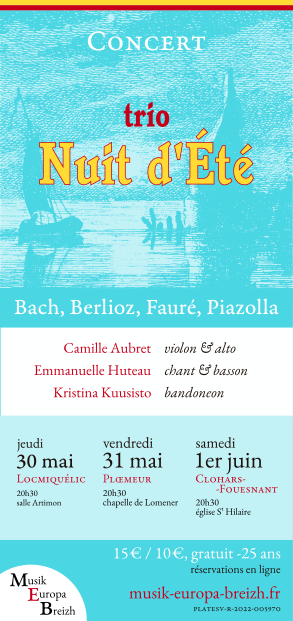 Concert
trio
Nuit d'Été
Bach, Berlioz, Fauré, Piazolla
Camille Aubret violon & alto
Emmanuelle Huteau chant & basson
Kristina Kuusisto bandoneon
jeudi
30 mai
Locmiquélic
20h30
salle Artimon
vendredi
31 mai
Plœmeur
20h30
chapelle de Lomener
samedi
1er juin
Clohars-
-Fouesnant
20h30
église St Hilaire
15 € / 10 €, gratuit -25 ans
réservations en ligne
musik-europa-breizh.fr
PLATESV-R-2022-005970
Musik
Europa
Breizh